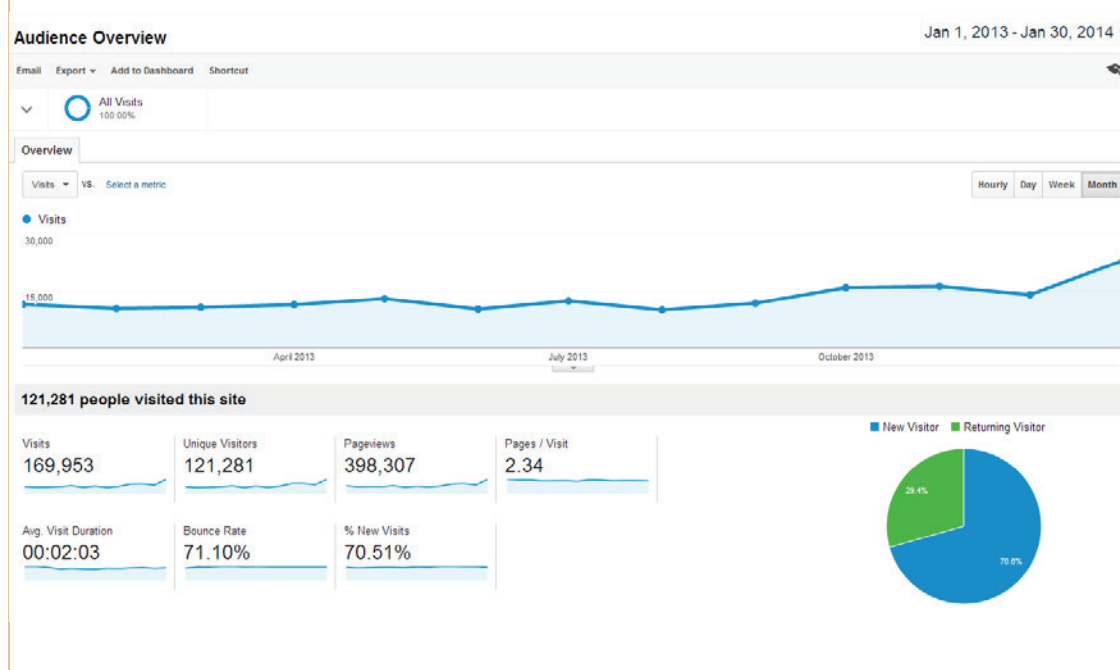 Audience Overview
Jan 1, 2013 - Jan 30, 2014
Email Export Add to Dashboard Shortcut
All Visits
100.00%
Overview
Visits VS. Select a metric
Hourly Day Week Month
Visits
30,000
15,000
April 2013 July 2013 October 2013
121,281 people visited this site
New Visitor Returning Visitor
Visits Unique Visitors Pageviews Pages / Visit
169,953 121,281 398,307 2.34
29.4%
Avg. Visit Duration Bounce Rate % New Visits
00:02:03 71.10% 70.51%
70.6%